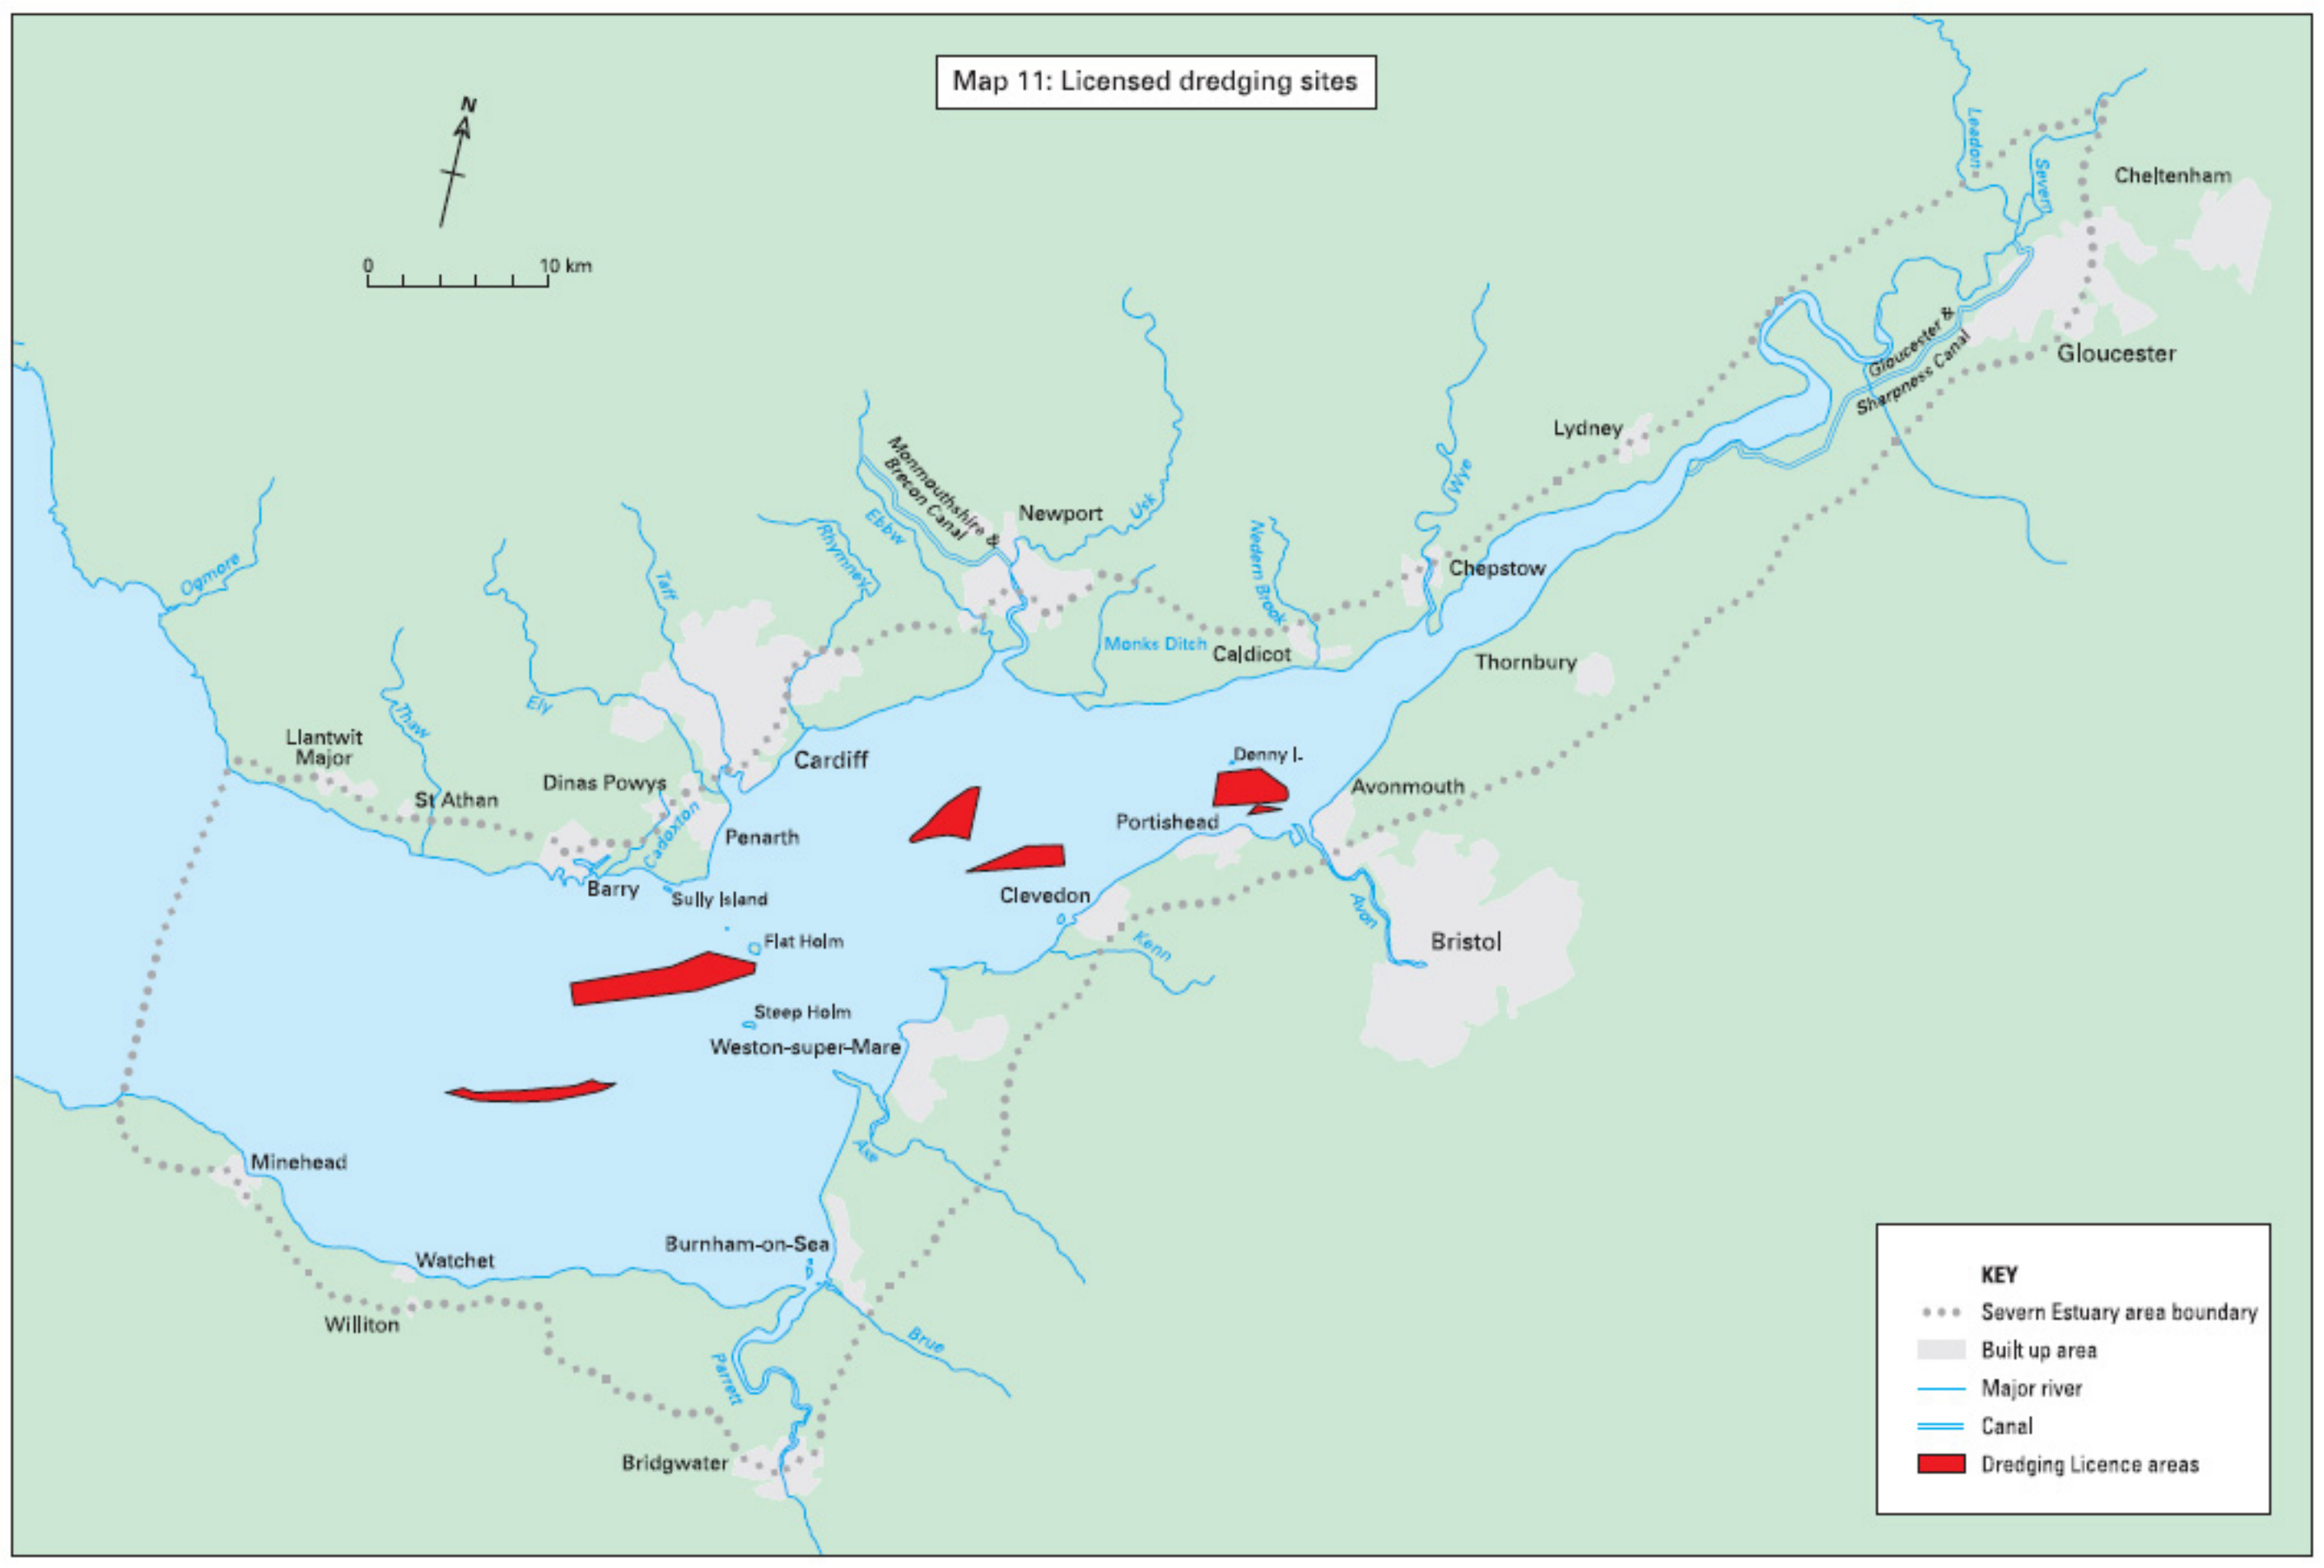 Map 11: Licensed dredging sites
N
0
10 km
Leadon
Severn
Cheltenham
Gloucester &
Sharpness Canal
Gloucester
Lydney
Wye
Monmouthshire &
Brecon Canal
Newport
Usk
Ebbw
Rhymney
Nedern Brook
Chepstow
Ogmore
Taff
Monks Ditch
Caldicot
Thornbury
Ely
Thaw
Llantwit
Major
Cardiff
Denny I.
Dinas Powys
St Athan
Avonmouth
Portishead
Cadoxton
Penarth
Barry
Sully Island
Clevedon
Avon
Flat Holm
Kenn
Bristol
Steep Holm
Weston-super-Mare
Axe
Minehead
Burnham-on-Sea
Watchet
Williton
Brue
Parrett
Bridgwater
KEY
Severn Estuary area boundary
Built up area
Major river
Canal
Dredging Licence areas